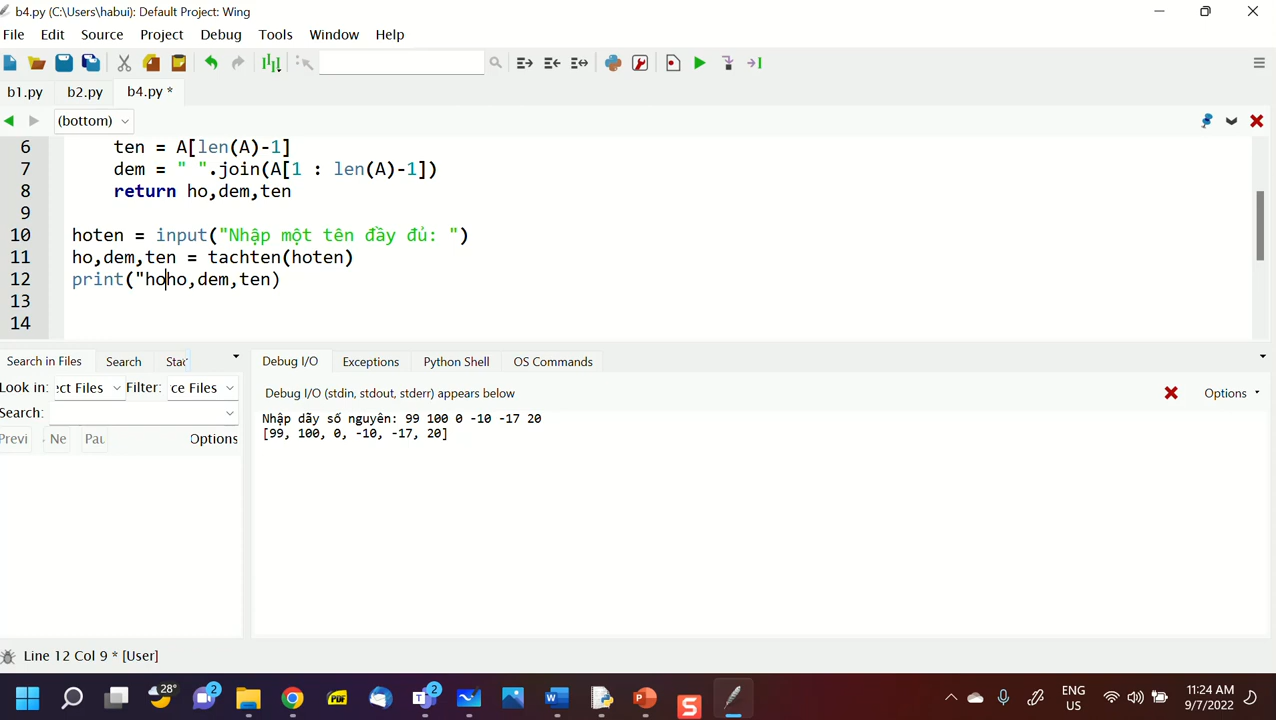 b4.py (C:\Users\habui): Default Project: Wing
File Edit Source Project Debug Tools Window Help
b1.py b2.py b4.py *
(bottom)
6 ten = A[len(A)-1]
7 dem = " ".join(A[1 : len(A)-1])
8 return ho,dem,ten
9
10 hoten = input("Nhập một tên đầy đủ: ")
11 ho,dem,ten = tachten(hoten)
12 print("hoho,dem,ten)
13
14
Search in Files Search Stac Debug I/O Exceptions Python Shell OS Commands
Look in: ect Files Filter: ce Files
Debug I/O (stdin, stdout, stderr) appears below Options
Search:
Previ Ne Pau Options
Nhập dãy số nguyên: 99 100 0 -10 -17 20
[99, 100, 0, -10, -17, 20]
Line 12 Col 9 * [User]
28° 2 PDF T 2 W P S
ENG US
11:24 AM
9/7/2022